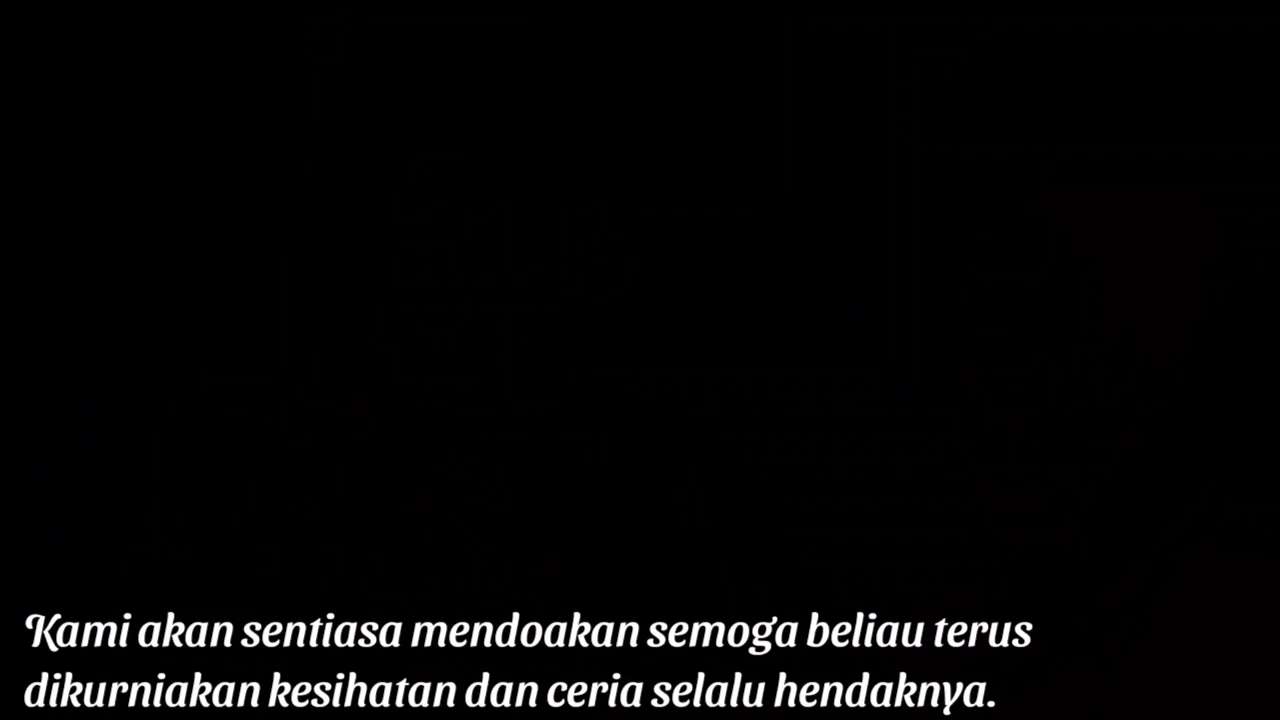 Kami akan sentiasa mendoakan semoga beliau terus
dikurniakan kesihatan dan ceria selalu hendaknya.